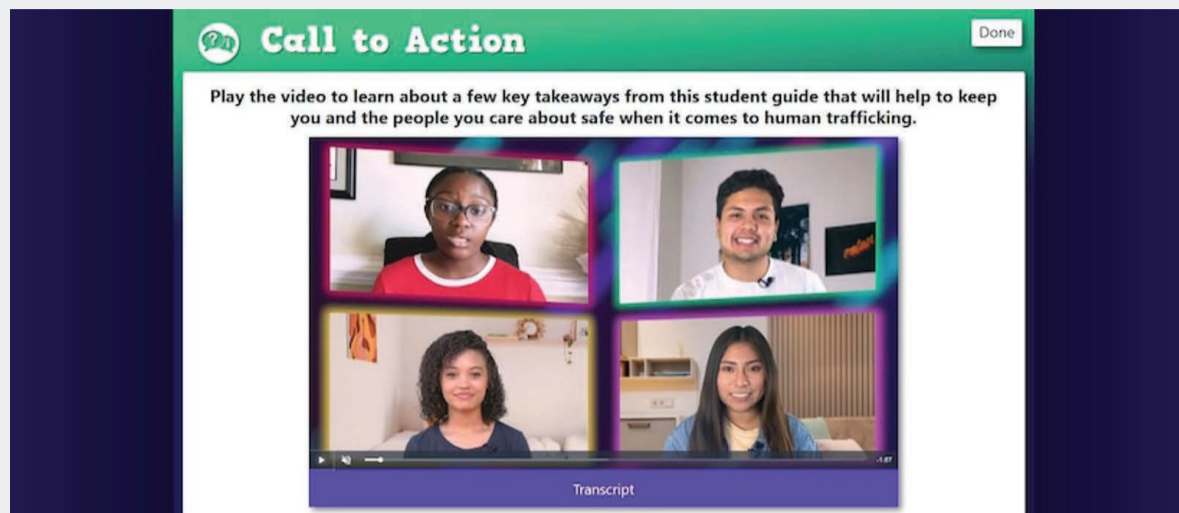 Call to Action
Done
Play the video to learn about a few key takeaways from this student guide that will help to keep
you and the people you care about safe when it comes to human trafficking.
-1:07
Transcript